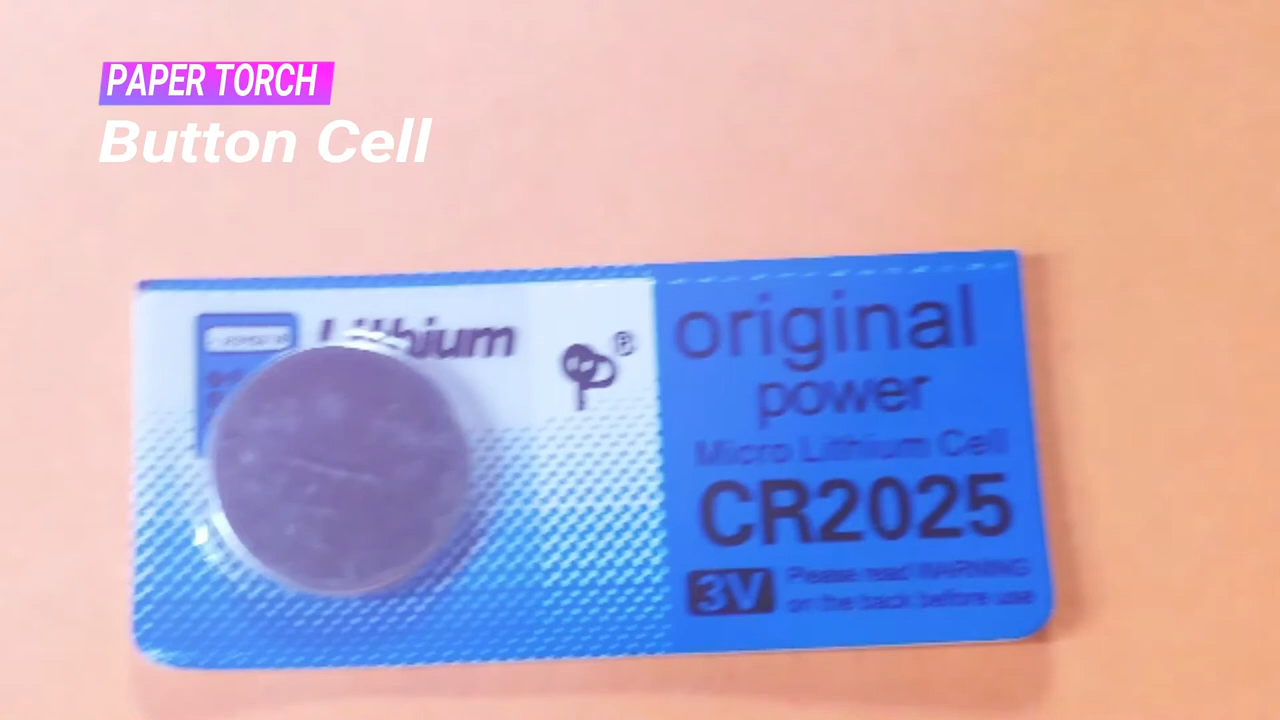 PAPER TORCH
Button Cell
Lithium
®
original
power
Micro Lithium Cell
CR2025
3V
Please read WARNING
on the back before use